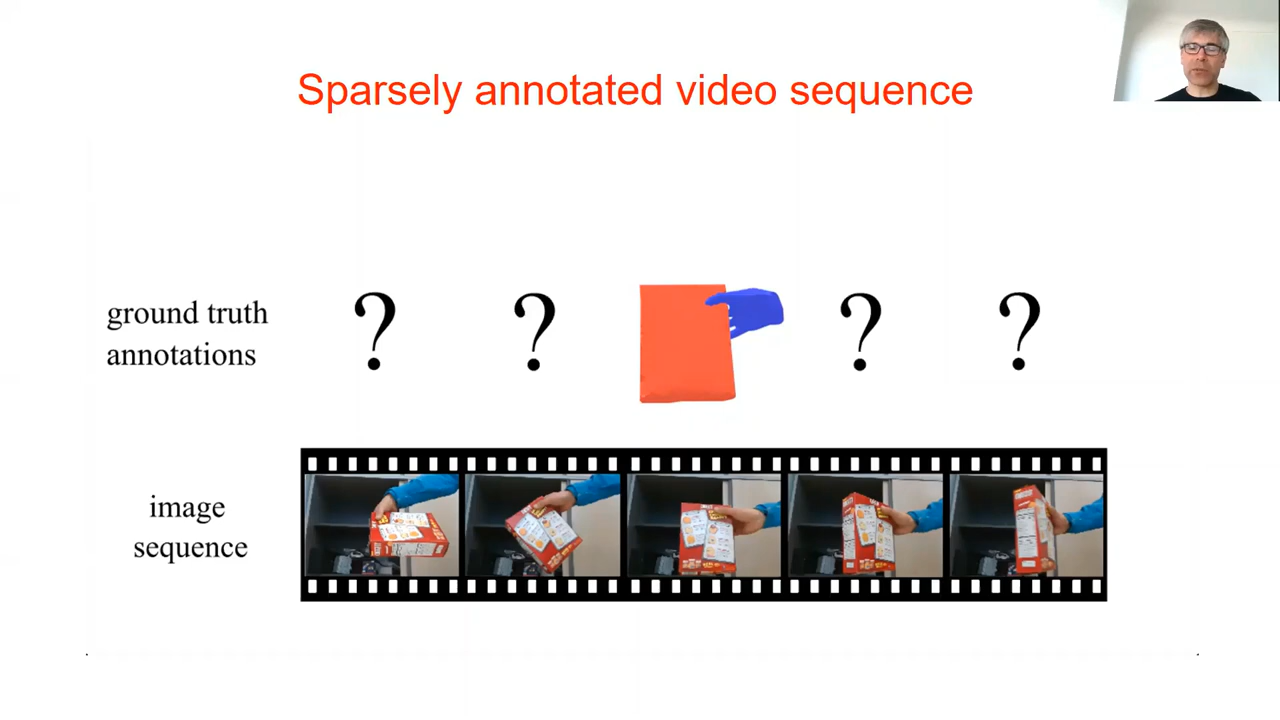 Sparsely annotated video sequence
ground truth
annotations
? ? ? ?
image
sequence